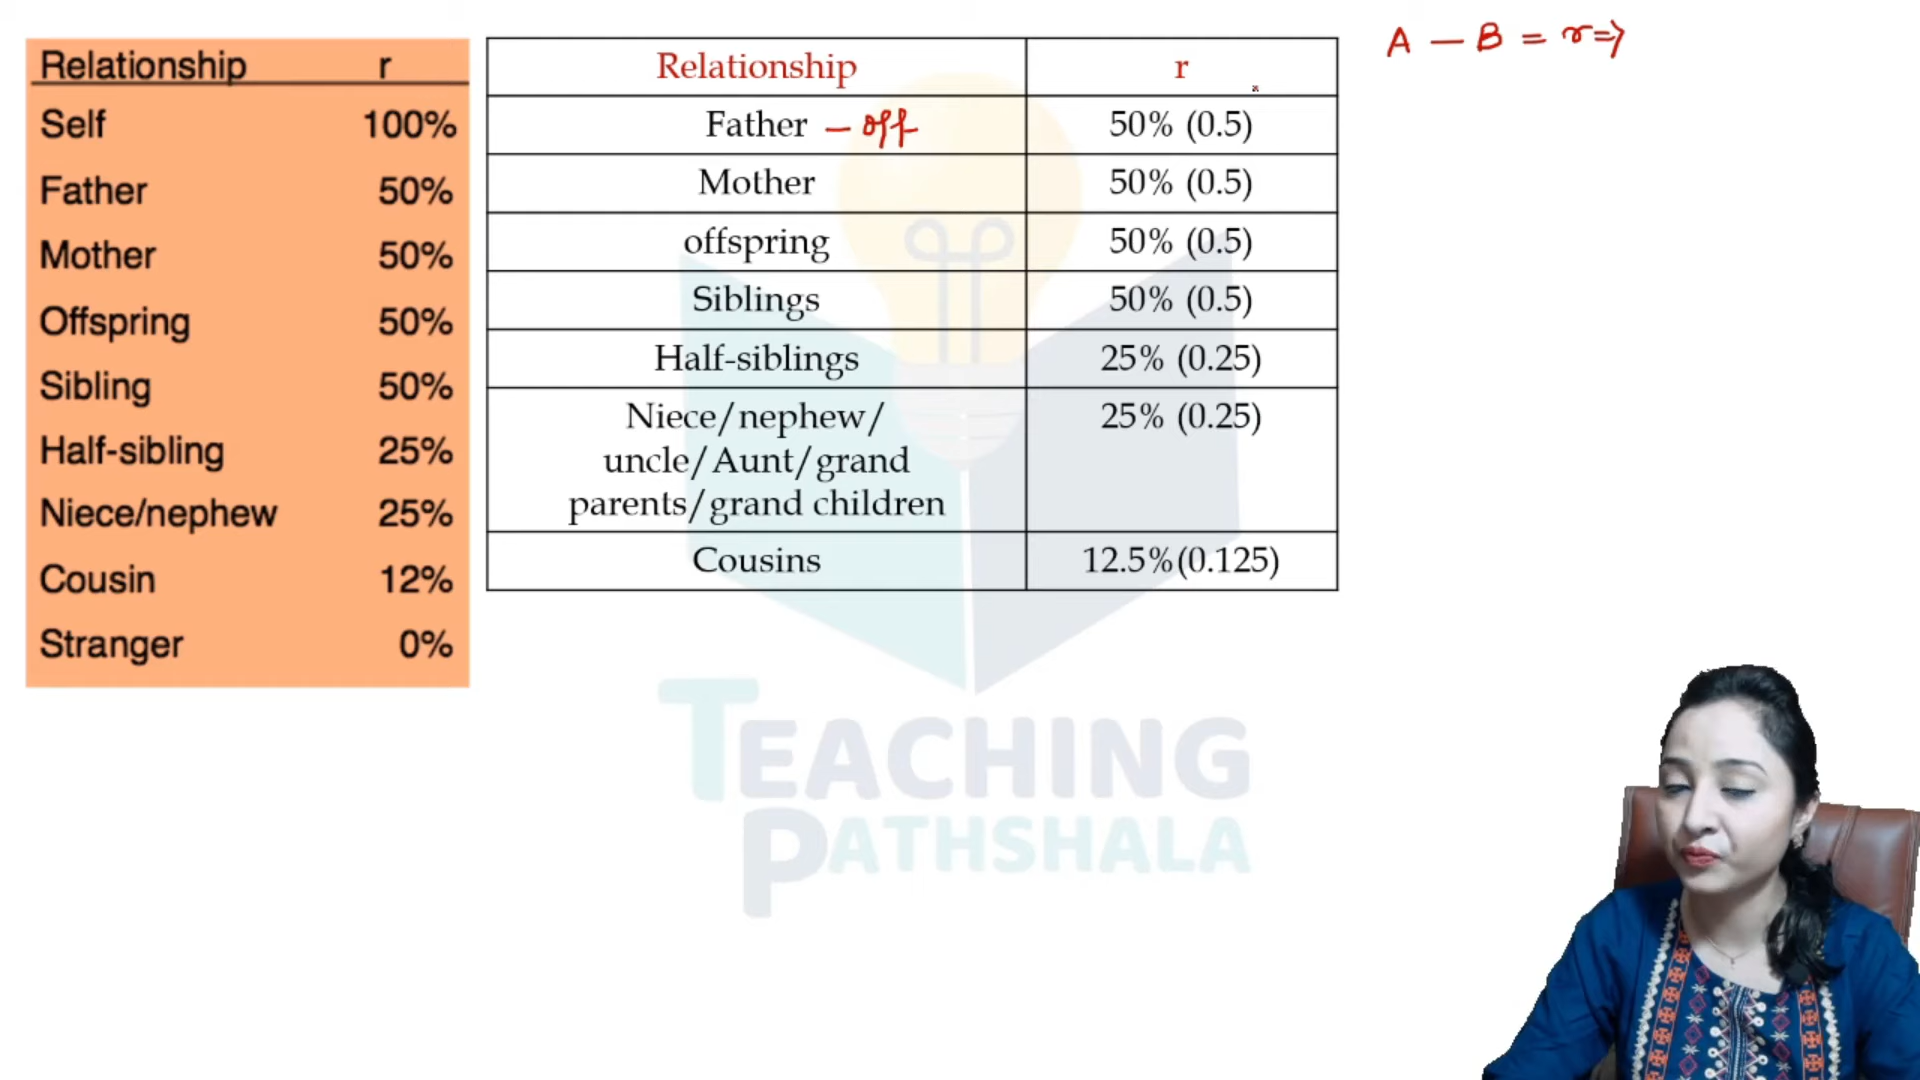 Relationship r
Self 100%
Father 50%
Mother 50%
Offspring 50%
Sibling 50%
Half-sibling 25%
Niece/nephew 25%
Cousin 12%
Stranger 0%
Relationship r
Father – off 50% (0.5)
Mother 50% (0.5)
offspring 50% (0.5)
Siblings 50% (0.5)
Half-siblings 25% (0.25)
Niece/nephew/ 25% (0.25)
uncle/Aunt/grand
parents/grand children
Cousins 12.5%(0.125)
A – B = r ⇒
TEACHING
PATHSHALA